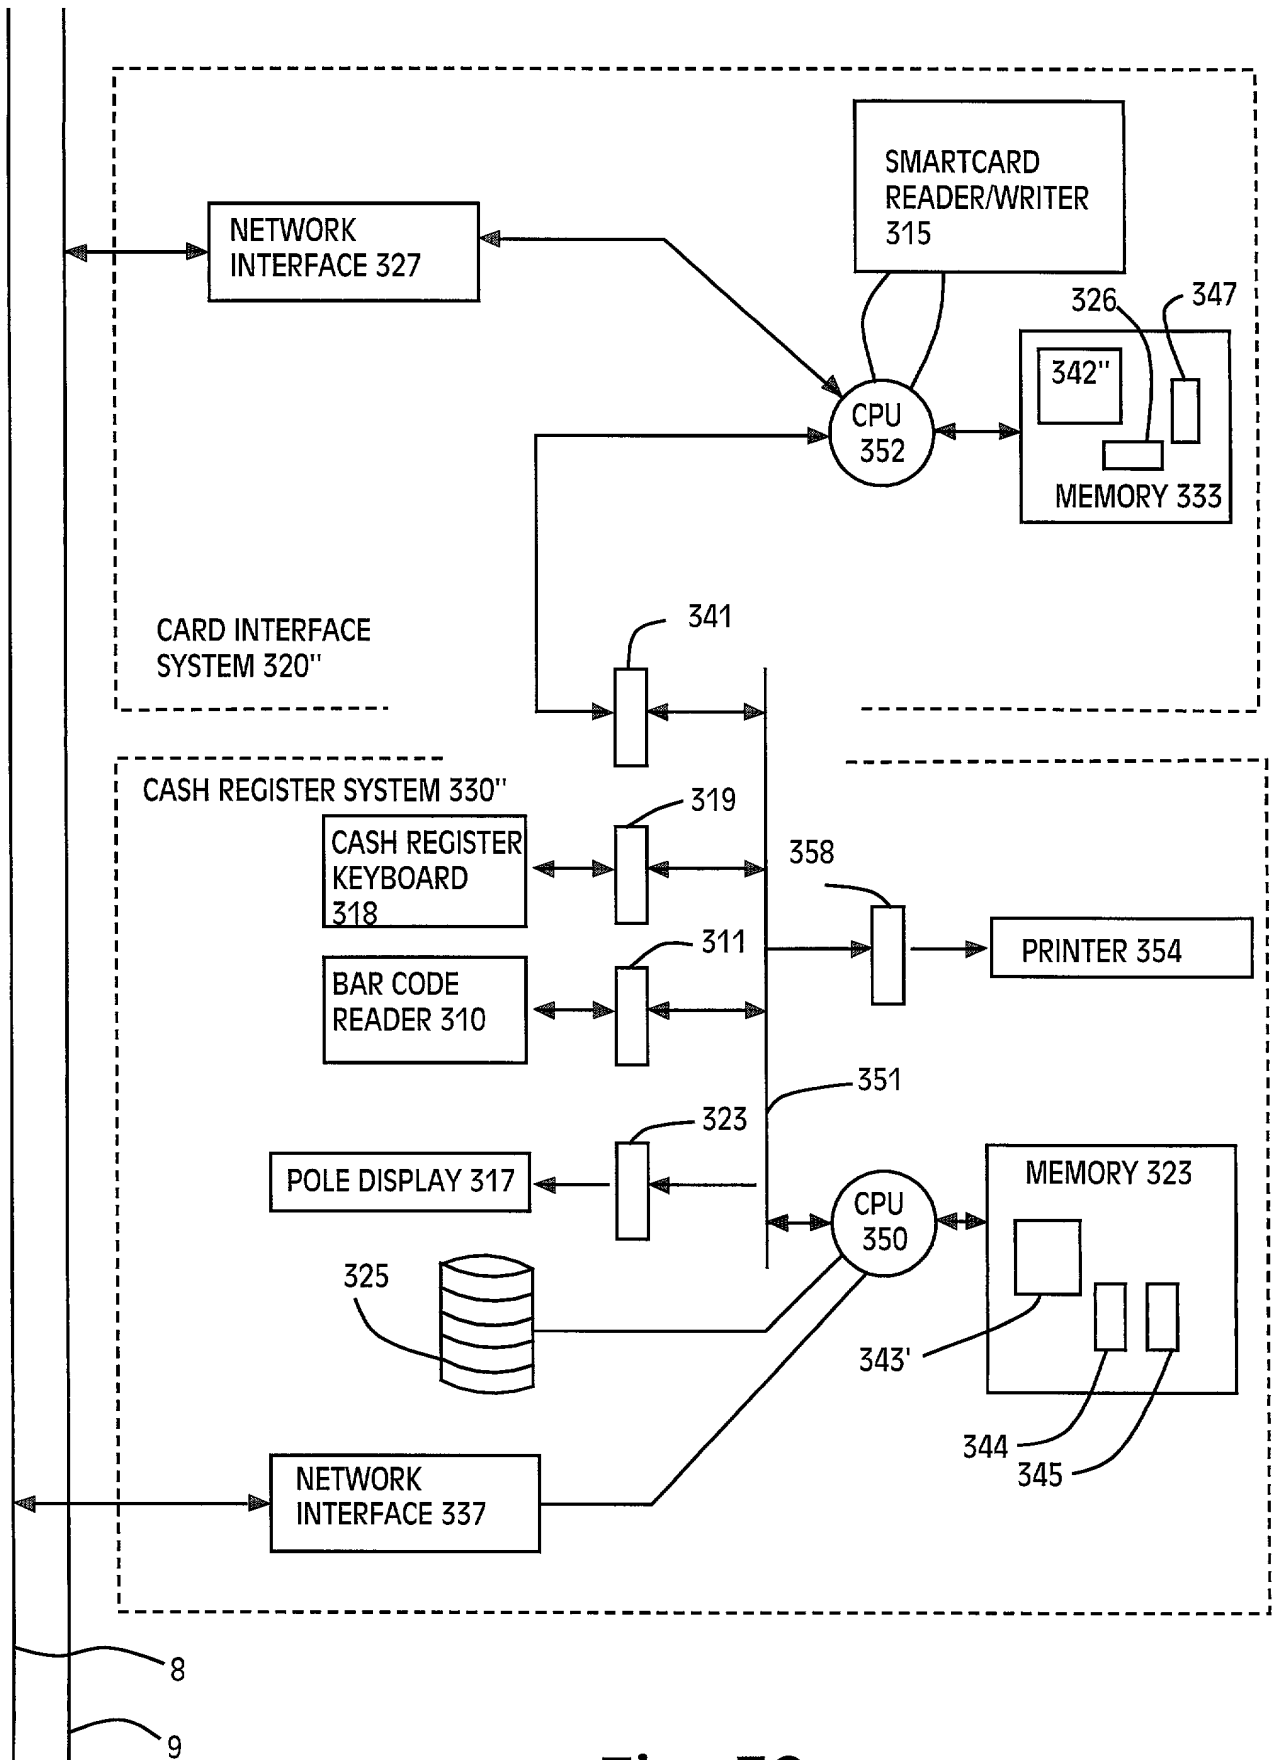 SMARTCARD
READER/WRITER
315
NETWORK
INTERFACE 327
326
347
342"
CPU
352
MEMORY 333
CARD INTERFACE
SYSTEM 320"
341
CASH REGISTER SYSTEM 330"
319
CASH REGISTER
KEYBOARD
318
358
311
PRINTER 354
BAR CODE
READER 310
351
323
POLE DISPLAY 317
MEMORY 323
CPU
350
325
343'
344
345
NETWORK
INTERFACE 337
8
9